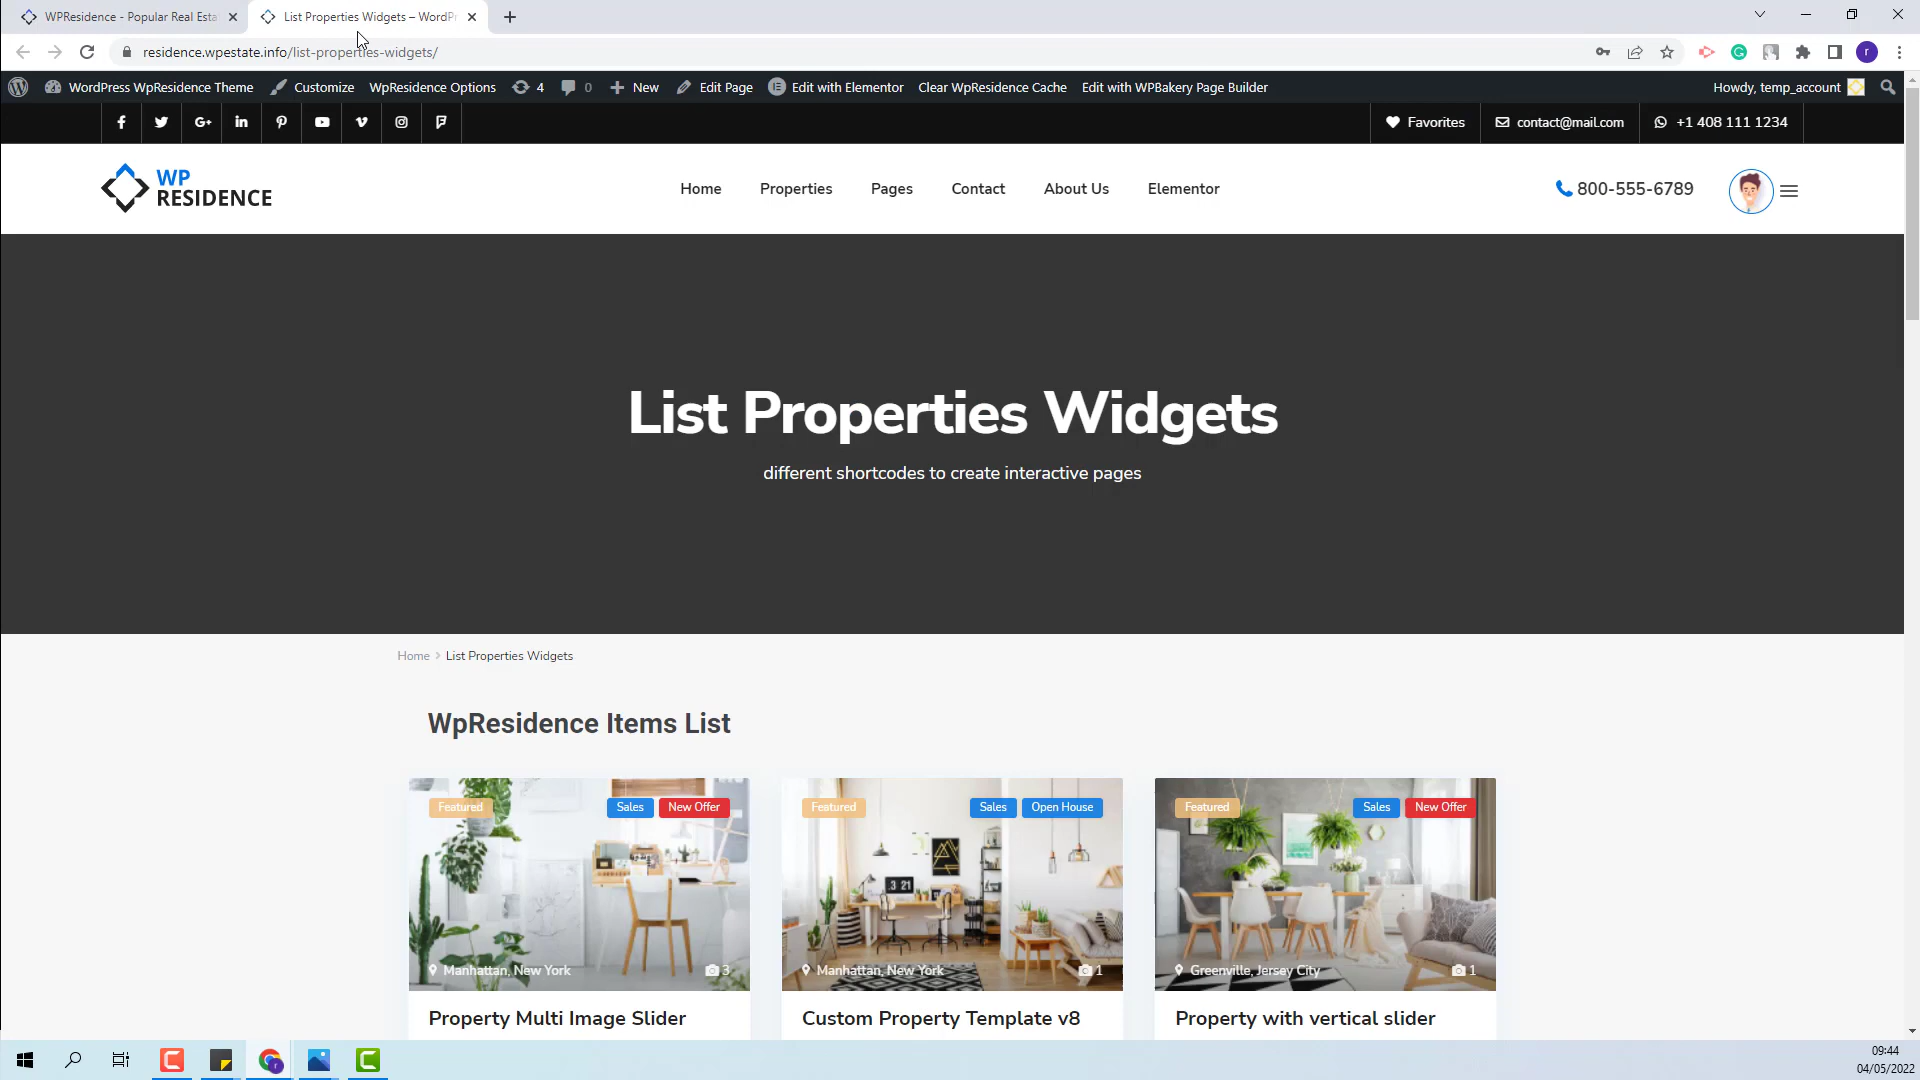 WPResidence - Popular Real Esta
List Properties Widgets – WordPr
residence.wpestate.info/list-properties-widgets/
r
WordPress WpResidence Theme
Customize
WpResidence Options
4
0
New
Edit Page
Edit with Elementor
Clear WpResidence Cache
Edit with WPBakery Page Builder
Howdy, temp_account
Favorites
contact@mail.com
+1 408 111 1234
WP
RESIDENCE
Home
Properties
Pages
Contact
About Us
Elementor
800-555-6789
List Properties Widgets
different shortcodes to create interactive pages
Home
List Properties Widgets
WpResidence Items List
Featured
Sales
New Offer
Manhattan, New York
3
Property Multi Image Slider
Featured
Sales
Open House
Manhattan, New York
1
Custom Property Template v8
Featured
Sales
New Offer
Greenville, Jersey City
1
Property with vertical slider
09:44
04/05/2022